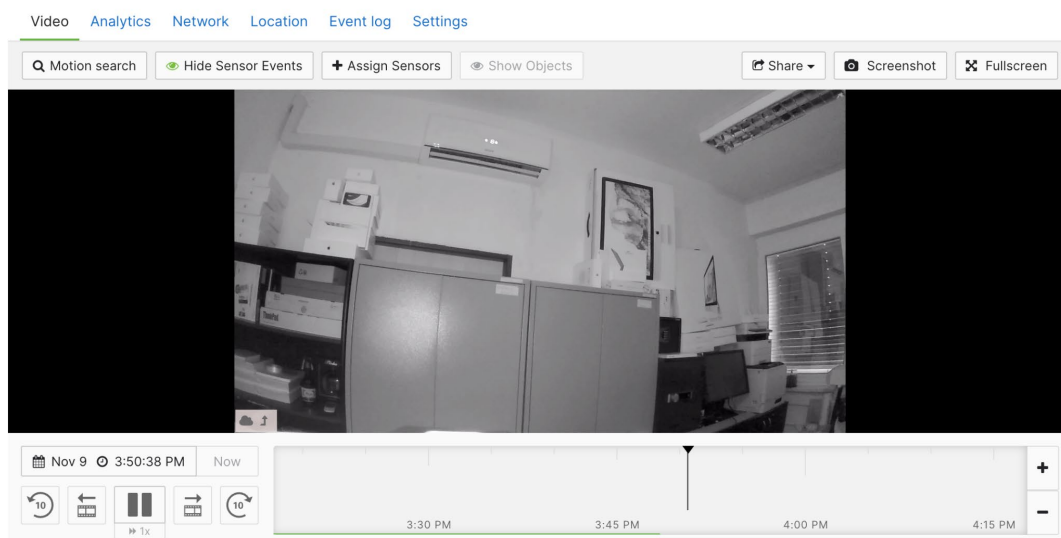 Video Analytics Network Location Event log Settings
Motion search Hide Sensor Events Assign Sensors Show Objects Share Screenshot Fullscreen
ThinkPad
Nov 9 3:50:38 PM Now
10 10
1x
3:30 PM 3:45 PM 4:00 PM 4:15 PM